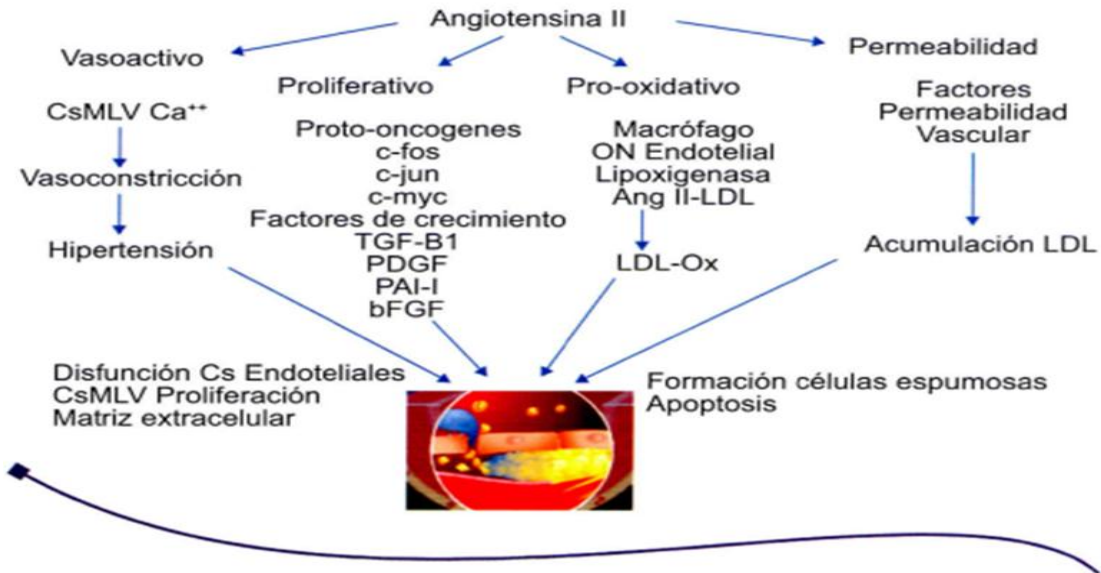 Angiotensina II
Vasoactivo
CsMLV Ca⁺⁺
Vasoconstricción
Hipertensión
Proliferativo
Proto-oncogenes
c-fos
c-jun
c-myc
Factores de crecimiento
TGF-B1
PDGF
PAI-I
bFGF
Pro-oxidativo
Macrófago
ON Endotelial
Lipoxigenasa
Ang II-LDL
LDL-Ox
Permeabilidad
Factores
Permeabilidad
Vascular
Acumulación LDL
Disfunción Cs Endoteliales
CsMLV Proliferación
Matriz extracelular
Formación células espumosas
Apoptosis